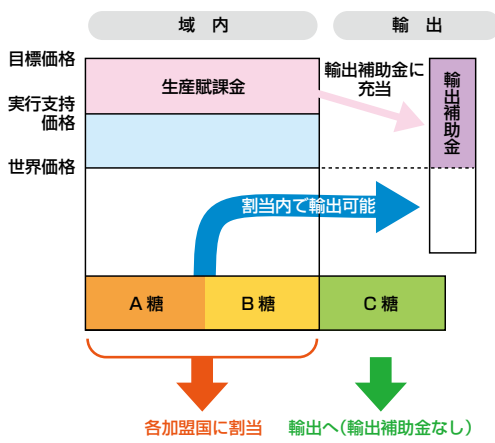 域 内
輸 出
目標価格
実行支持
価格
世界価格
生産賦課金
輸出補助金に
充当
輸出補助金
割当内で輸出可能
A 糖
B 糖
C 糖
各加盟国に割当
輸出へ(輸出補助金なし)